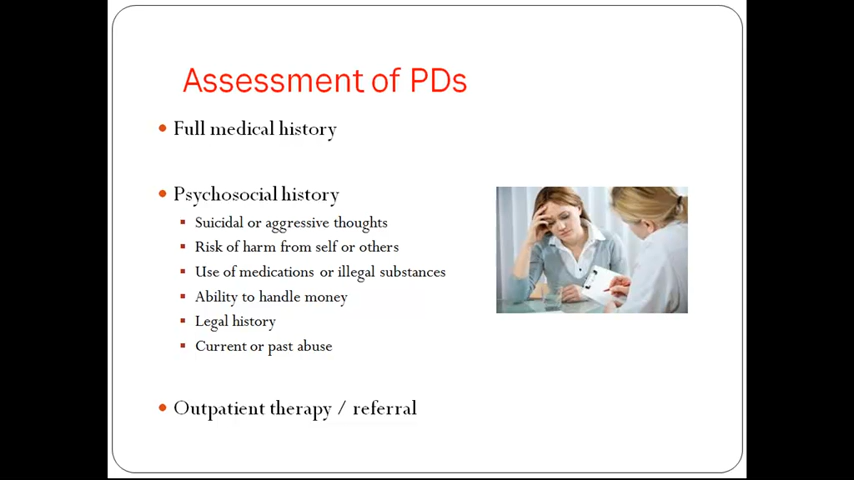 Assessment of PDs
Full medical history
Psychosocial history
Suicidal or aggressive thoughts
Risk of harm from self or others
Use of medications or illegal substances
Ability to handle money
Legal history
Current or past abuse
Outpatient therapy / referral